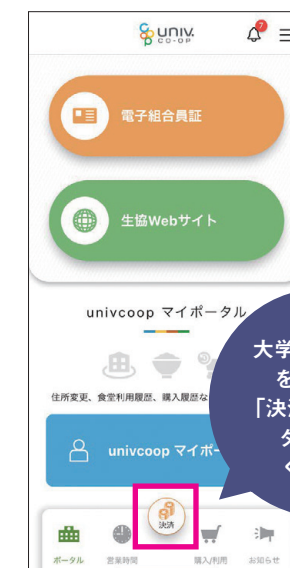 UNIV.
CO-OP
7
電子組合員証
生協Webサイト
univcoop マイポータル
住所変更、食堂利用履歴、購入履歴な
univcoop マイポー
大学
を
「決済
く
決済
ポータル
営業時間
購入/利用
お知らせ